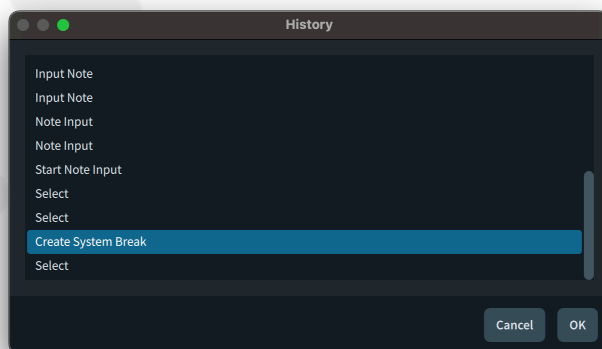 History
Input Note
Input Note
Note Input
Note Input
Start Note Input
Select
Select
Create System Break
Select
Cancel
OK